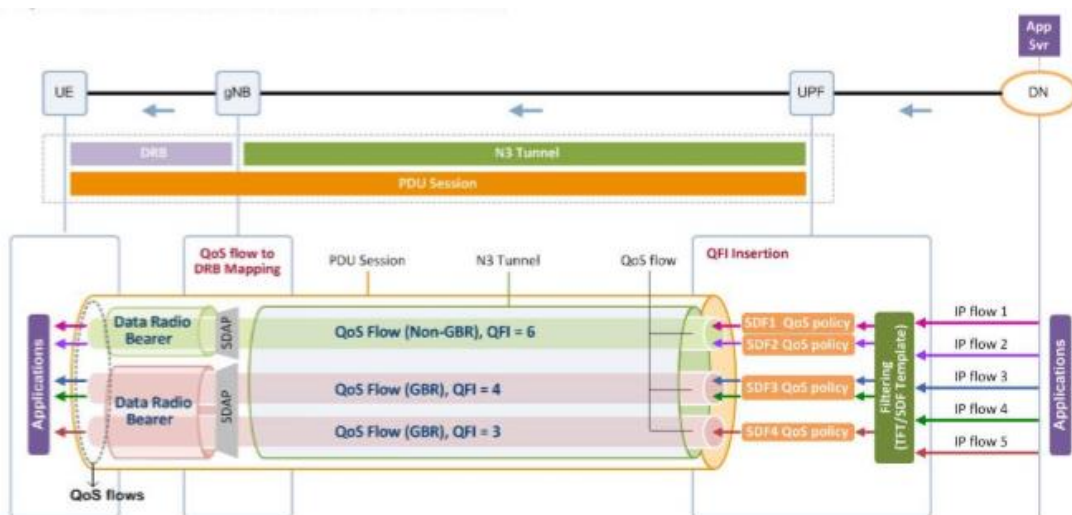 App
Svr
UE
gNB
UPF
DN
DRB
N3 Tunnel
PDU Session
QoS flow to
DRB Mapping
PDU Session
N3 Tunnel
QoS flow
QFI Insertion
Applications
Data Radio
Bearer
SDAP
QoS Flow (Non-GBR), QFI = 6
SDF1 QoS policy
SDF2 QoS policy
IP flow 1
IP flow 2
Data Radio
Bearer
SDAP
QoS Flow (GBR), QFI = 4
SDF3 QoS policy
IP flow 3
IP flow 4
QoS Flow (GBR), QFI = 3
SDF4 QoS policy
IP flow 5
Filtering
(TFT/SDF Template)
Applications
QoS flows